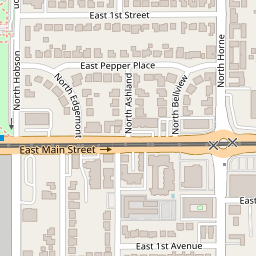 East 1st Street
North Hobson
East Pepper Place
North Horne
North Edgemont
North Ashland
North Bellview
East Main Street
East 1st Avenue